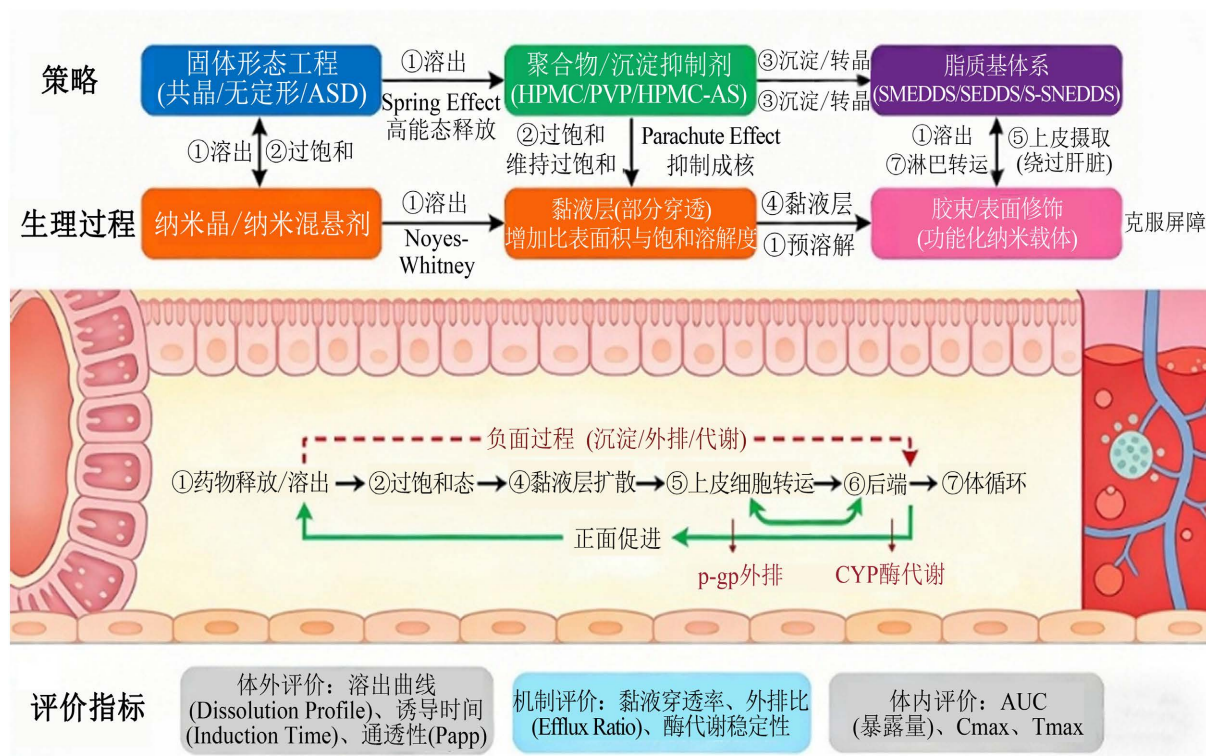 策略
固体形态工程
(共晶/无定形/ASD)
①溶出
Spring Effect
高能态释放
聚合物/沉淀抑制剂
(HPMC/PVP/HPMC-AS)
③沉淀/转晶
③沉淀/转晶
脂质基体系
(SMEDDS/SEDDS/S-SNEDDS)
①溶出
②过饱和
②过饱和
维持过饱和
Parachute Effect
抑制成核
①溶出
⑦淋巴转运
⑤上皮摄取
(绕过肝脏)
生理过程
纳米晶/纳米混悬剂
①溶出
Noyes-
Whitney
黏液层(部分穿透)
增加比表面积与饱和溶解度
④黏液层
①预溶解
胶束/表面修饰
(功能化纳米载体)
克服屏障
负面过程 (沉淀/外排/代谢)
①药物释放/溶出
②过饱和态
④黏液层扩散
⑤上皮细胞转运
⑥后端
⑦体循环
正面促进
p-gp外排
CYP酶代谢
评价指标
体外评价：溶出曲线
(Dissolution Profile)、诱导时间
(Induction Time)、通透性(Papp)
机制评价：黏液穿透率、外排比
(Efflux Ratio)、酶代谢稳定性
体内评价：AUC
(暴露量)、Cmax、Tmax